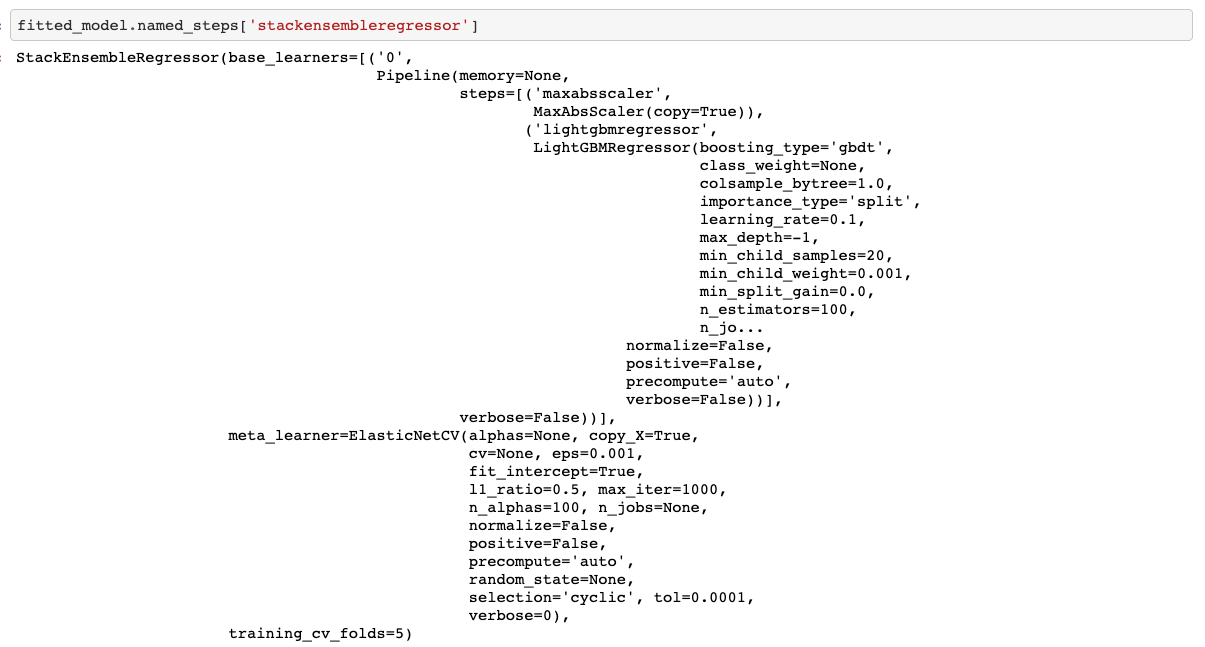 fitted_model.named_steps['stackensembleregressor']
StackEnsembleRegressor(base_learners=[('0',
Pipeline(memory=None,
steps=[('maxabsscaler',
MaxAbsScaler(copy=True)),
('lightgbmregressor',
LightGBMRegressor(boosting_type='gbdt',
class_weight=None,
colsample_bytree=1.0,
importance_type='split',
learning_rate=0.1,
max_depth=-1,
min_child_samples=20,
min_child_weight=0.001,
min_split_gain=0.0,
n_estimators=100,
n_jo...
normalize=False,
positive=False,
precompute='auto',
verbose=False))],
verbose=False))],
meta_learner=ElasticNetCV(alphas=None, copy_X=True,
cv=None, eps=0.001,
fit_intercept=True,
l1_ratio=0.5, max_iter=1000,
n_alphas=100, n_jobs=None,
normalize=False,
positive=False,
precompute='auto',
random_state=None,
selection='cyclic', tol=0.0001,
verbose=0),
training_cv_folds=5)